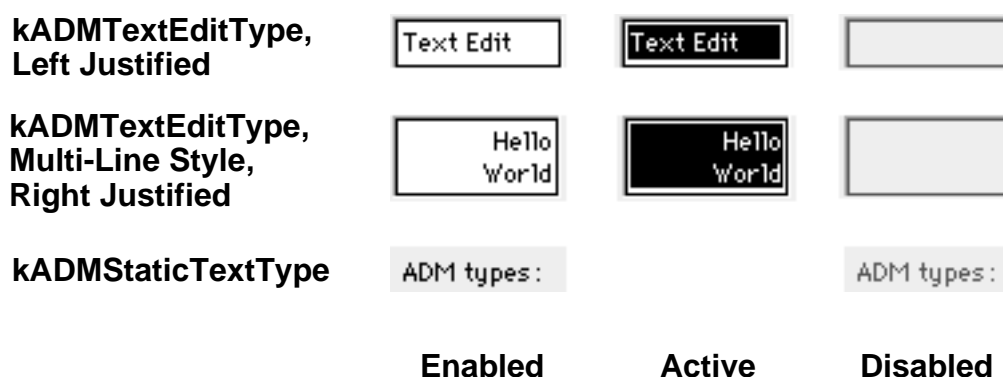 kADMTextEditType,
Left Justified
Text Edit
Text Edit
kADMTextEditType,
Multi-Line Style,
Right Justified
Hello
World
Hello
World
kADMStaticTextType
ADM types:
ADM types:
Enabled
Active
Disabled